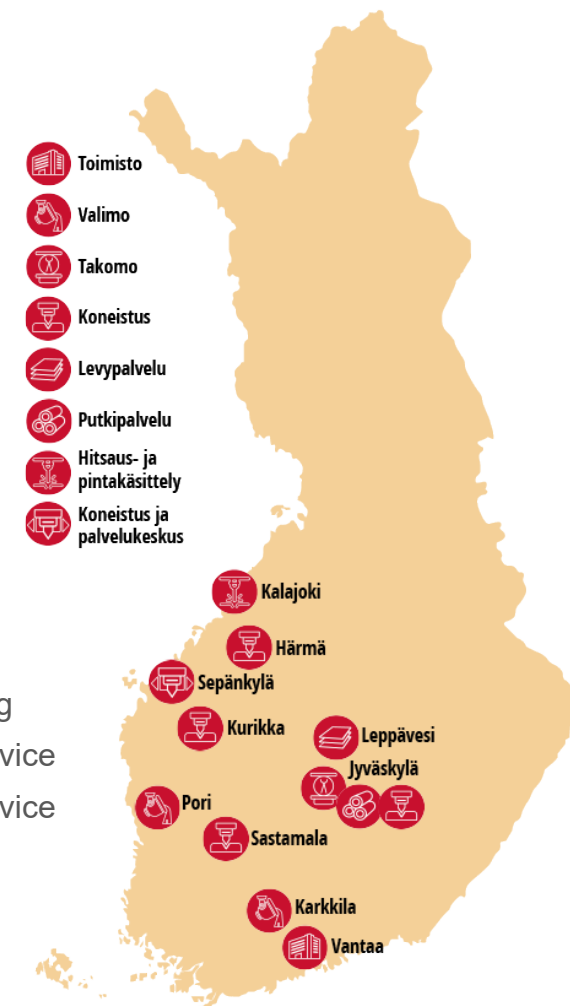 Toimisto
Valimo
Takomo
Koneistus
Levypalvelu
Putkipalvelu
Hitsaus- ja
pintakäsittely
Koneistus ja
palvelukeskus
Kalajoki
Härmä
Sepänkylä
Kurikka
Leppävesi
Jyväskylä
Pori
Sastamala
Karkkila
Vantaa
g
vice
vice